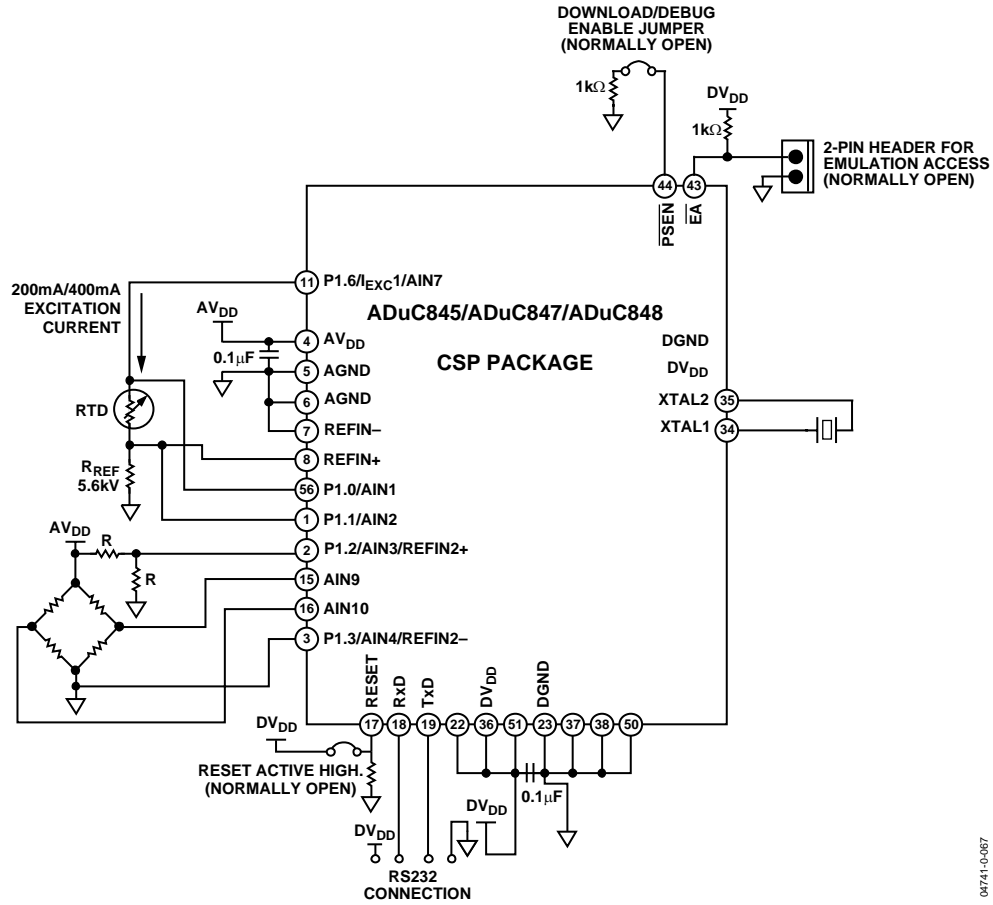 DOWNLOAD/DEBUG
ENABLE JUMPER
(NORMALLY OPEN)
1kΩ
DVDD
1kΩ
2-PIN HEADER FOR
EMULATION ACCESS
(NORMALLY OPEN)
44
43
PSEN
EA
200mA/400mA
EXCITATION
CURRENT
11 P1.6/IEXC1/AIN7
ADuC845/ADuC847/ADuC848
CSP PACKAGE
AVDD
4 AVDD
0.1μF
5 AGND
6 AGND
7 REFIN–
8 REFIN+
56 P1.0/AIN1
1 P1.1/AIN2
2 P1.2/AIN3/REFIN2+
15 AIN9
16 AIN10
3 P1.3/AIN4/REFIN2–
RTD
RREF
5.6kV
AVDD
R
R
DGND
DVDD
XTAL2 35
XTAL1 34
RESET
RxD
TxD
DVDD
DGND
17 18 19 22 36 51 23 37 38 50
DVDD
RESET ACTIVE HIGH.
(NORMALLY OPEN)
0.1μF
DVDD
DVDD
RS232
CONNECTION
04741-0-067